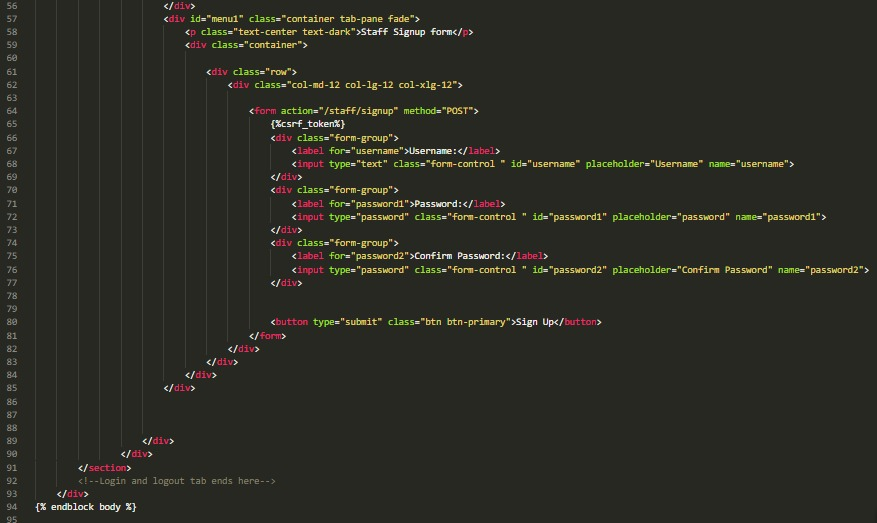 56 </div>
57 <div id="menu1" class="container tab-pane fade">
58 <p class="text-center text-dark">Staff Signup form</p>
59 <div class="container">
60
61 <div class="row">
62 <div class="col-md-12 col-lg-12 col-xlg-12">
63
64 <form action="/staff/signup" method="POST">
65 {%csrf_token%}
66 <div class="form-group">
67 <label for="username">Username:</label>
68 <input type="text" class="form-control " id="username" placeholder="Username" name="username">
69 </div>
70 <div class="form-group">
71 <label for="password1">Password:</label>
72 <input type="password" class="form-control " id="password1" placeholder="password" name="password1">
73 </div>
74 <div class="form-group">
75 <label for="password2">Confirm Password:</label>
76 <input type="password" class="form-control " id="password2" placeholder="Confirm Password" name="password2">
77 </div>
78
79
80 <button type="submit" class="btn btn-primary">Sign Up</button>
81 </form>
82 </div>
83 </div>
84 </div>
85 </div>
86
87
88
89 </div>
90 </div>
91 </section>
92 <!--Login and logout tab ends here-->
93 </div>
94 {% endblock body %}
95